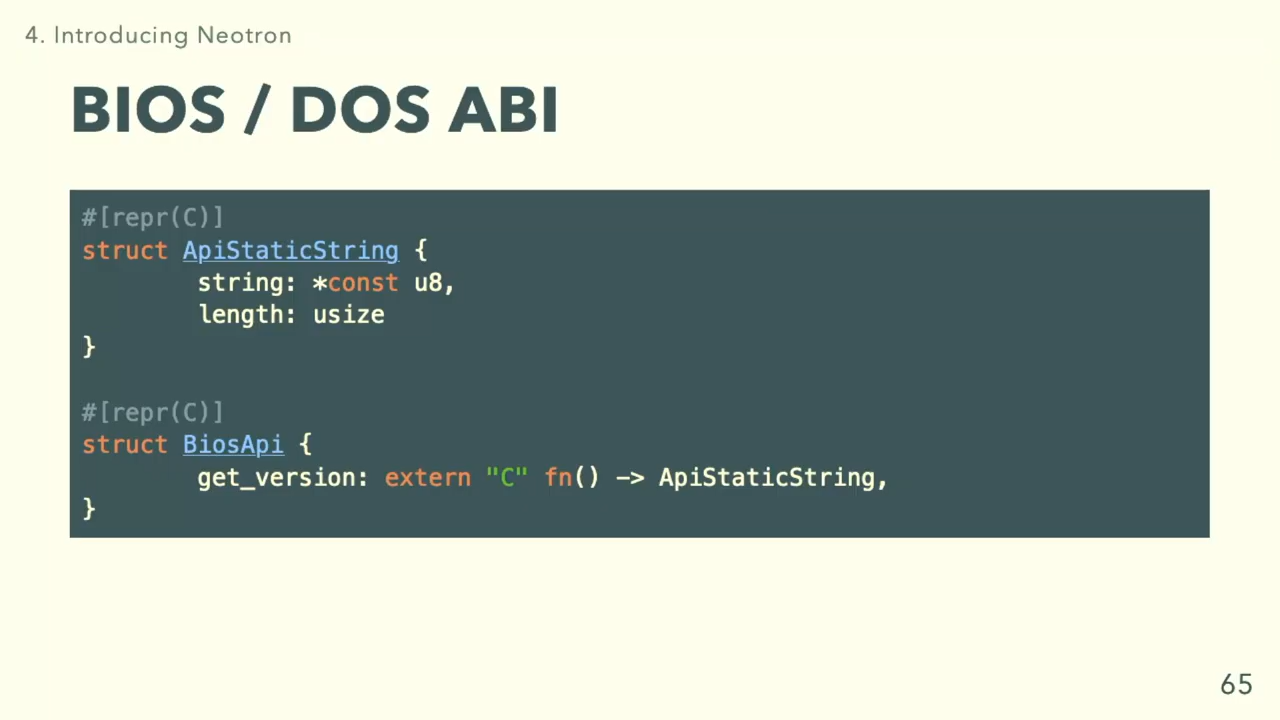 4. Introducing Neotron
BIOS / DOS ABI
#[repr(C)]
struct ApiStaticString {
        string: *const u8,
        length: usize
}

#[repr(C)]
struct BiosApi {
        get_version: extern "C" fn() -> ApiStaticString,
}
65